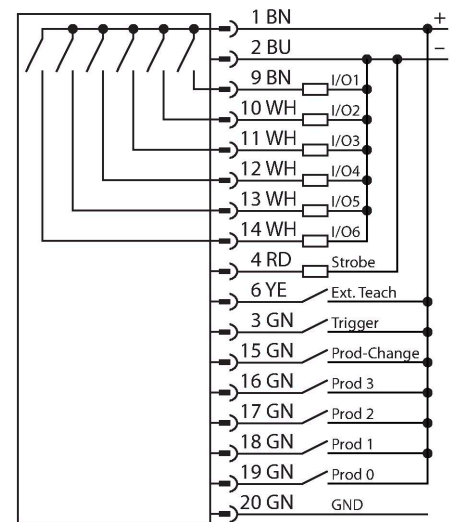 1 BN +
2 BU −
9 BN I/O1
10 WH I/O2
11 WH I/O3
12 WH I/O4
13 WH I/O5
14 WH I/O6
4 RD Strobe
6 YE Ext. Teach
3 GN Trigger
15 GN Prod-Change
16 GN Prod 3
17 GN Prod 2
18 GN Prod 1
19 GN Prod 0
20 GN GND